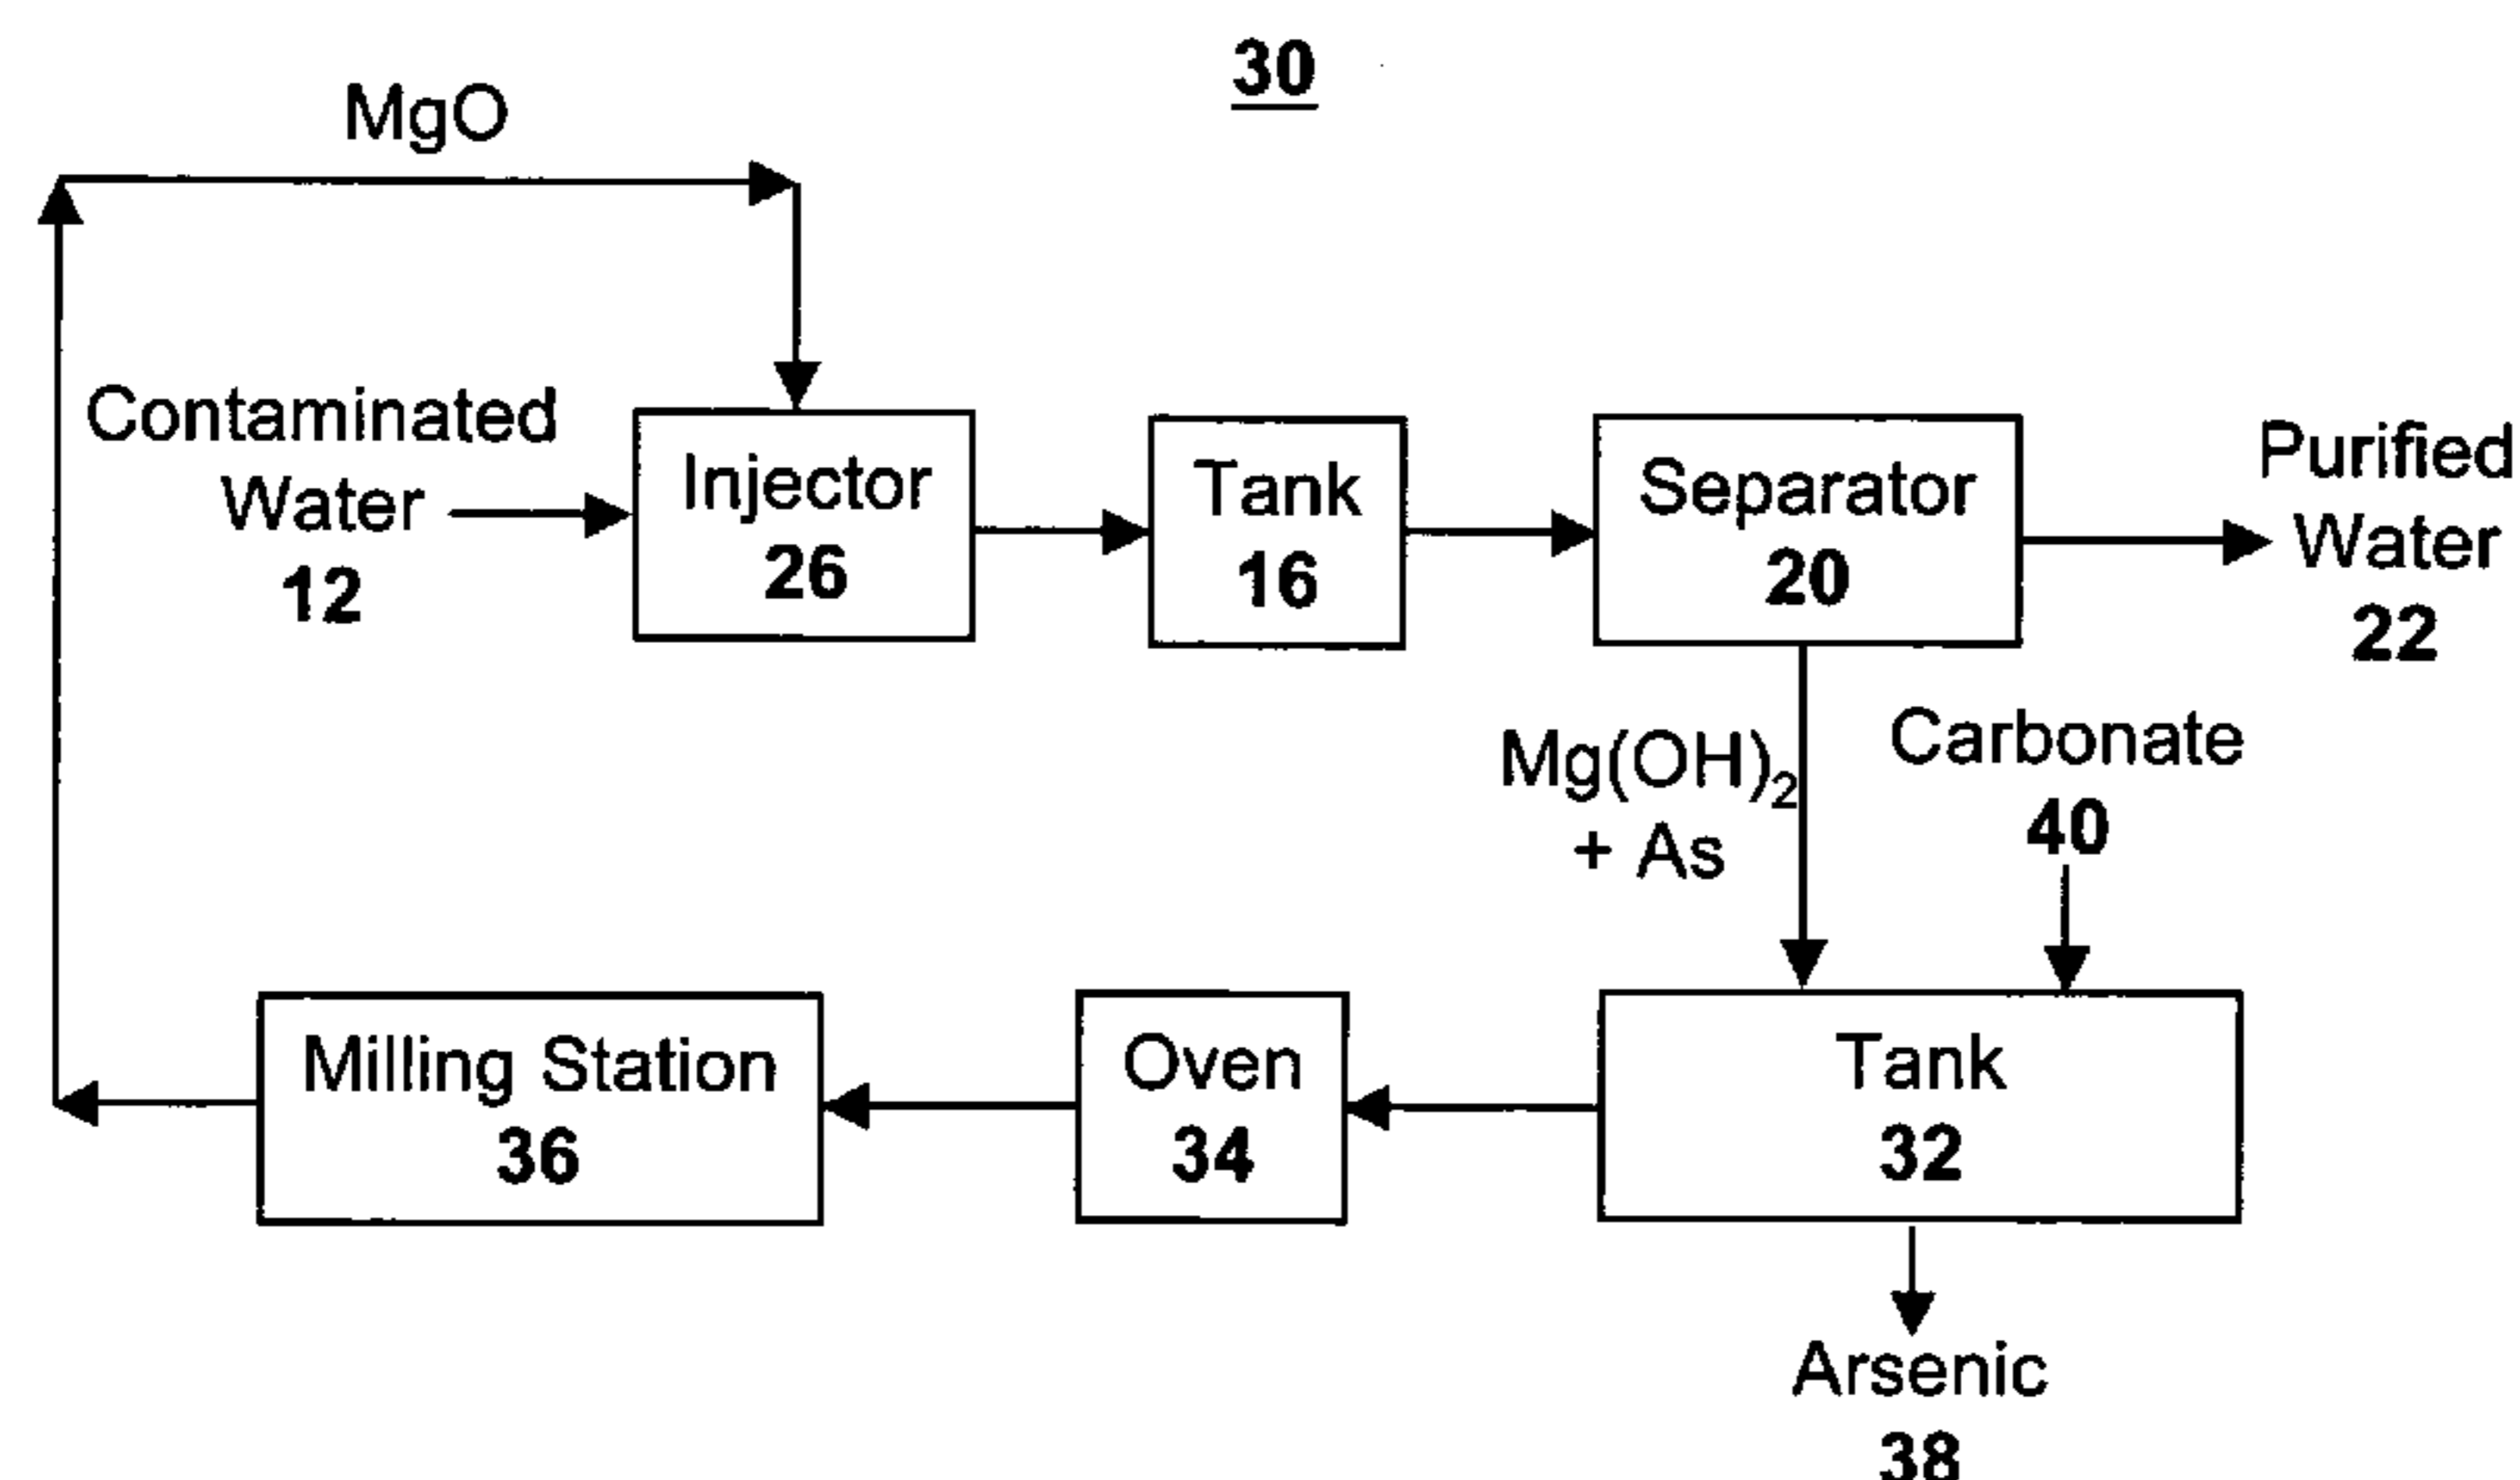 30
MgO
Contaminated
Water
12
Injector
26
Tank
16
Separator
20
Purified
Water
22
Mg(OH)₂
+ As
Carbonate
40
Milling Station
36
Oven
34
Tank
32
Arsenic
38